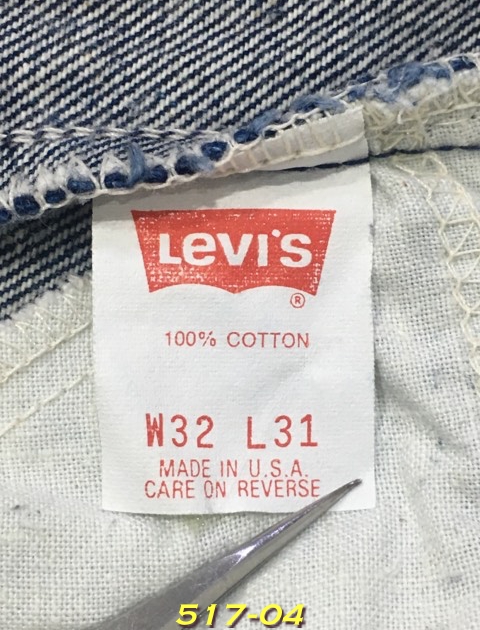 LEVI'S
®
100% COTTON
W32 L31
MADE IN U.S.A.
CARE ON REVERSE
517-04